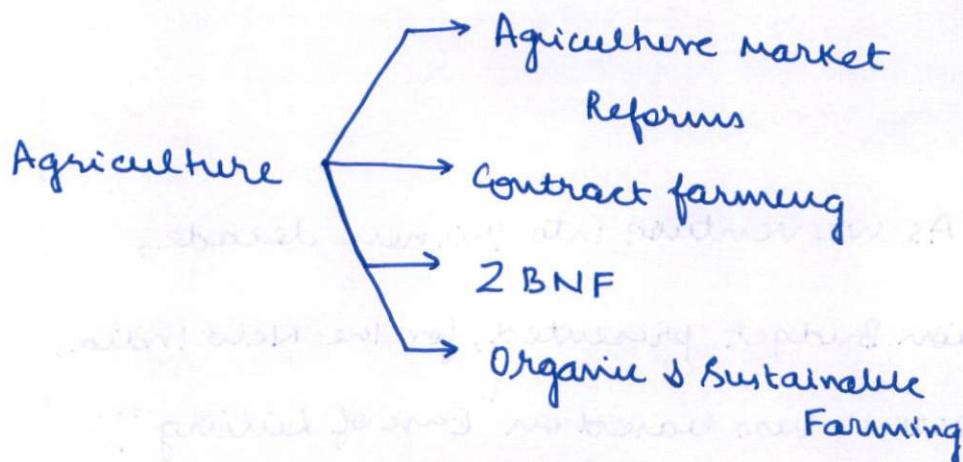 Agriculture Market
Reforms
Agriculture
Contract farming
ZBNF
Organic & Sustainable
Farming